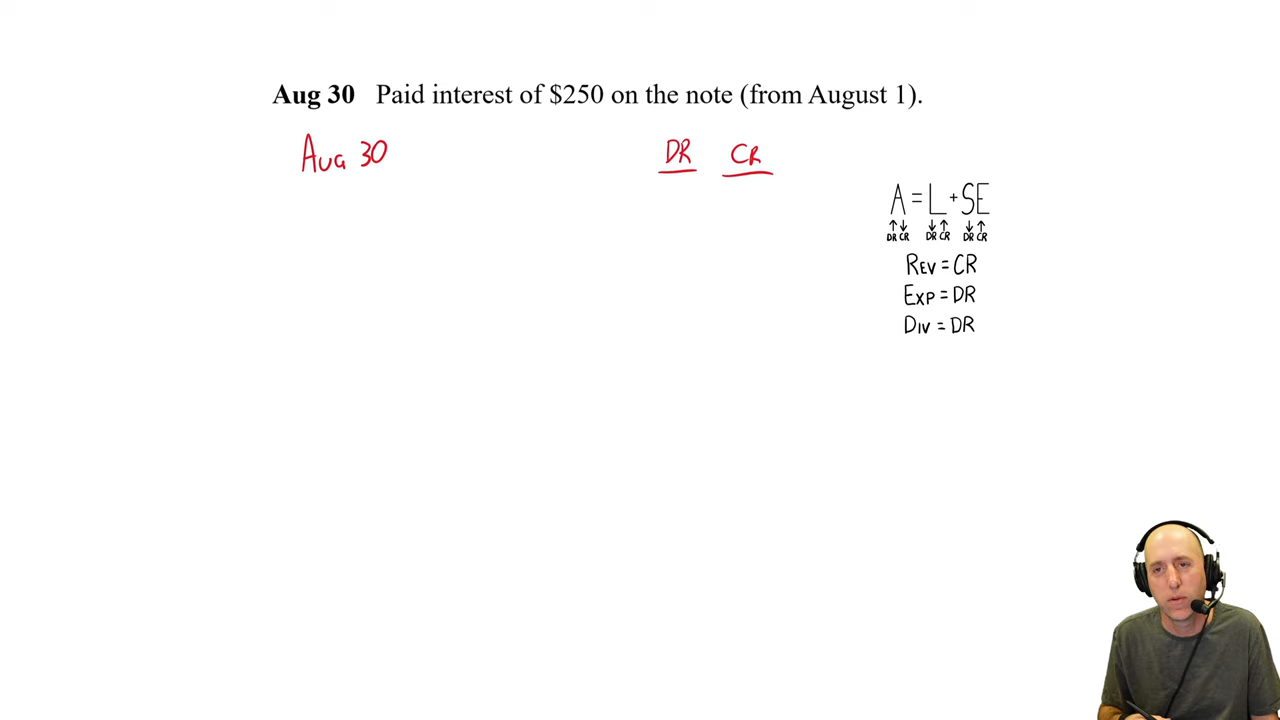 Aug 30 Paid interest of $250 on the note (from August 1).
Aug 30 DR CR
A = L + SE
↑ ↓ ↓ ↑ ↓ ↑
DR CR DR CR DR CR
REV = CR
EXP = DR
DIV = DR